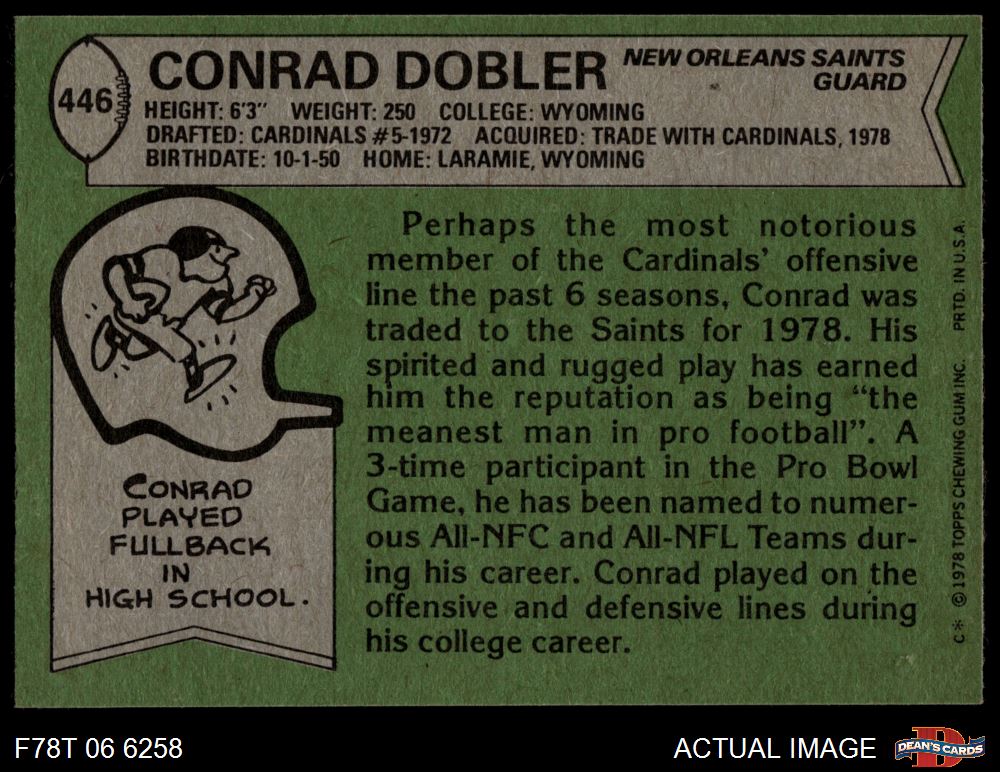 446
CONRAD DOBLER
NEW ORLEANS SAINTS
GUARD
HEIGHT: 6'3" WEIGHT: 250 COLLEGE: WYOMING
DRAFTED: CARDINALS #5-1972 ACQUIRED: TRADE WITH CARDINALS, 1978
BIRTHDATE: 10-1-50 HOME: LARAMIE, WYOMING
CONRAD
PLAYED
FULLBACK
IN
HIGH SCHOOL.
Perhaps the most notorious
member of the Cardinals' offensive
line the past 6 seasons, Conrad was
traded to the Saints for 1978. His
spirited and rugged play has earned
him the reputation as being “the
meanest man in pro football”. A
3-time participant in the Pro Bowl
Game, he has been named to numer-
ous All-NFC and All-NFL Teams dur-
ing his career. Conrad played on the
offensive and defensive lines during
his college career.
C* ©1978 TOPPS CHEWING GUM INC. PRTD. IN U.S.A.
F78T 06 6258
ACTUAL IMAGE
D
DEAN'S CARDS